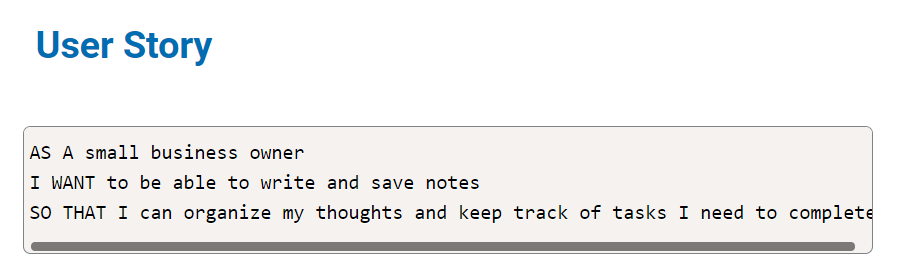 User Story
AS A small business owner
I WANT to be able to write and save notes
SO THAT I can organize my thoughts and keep track of tasks I need to complete